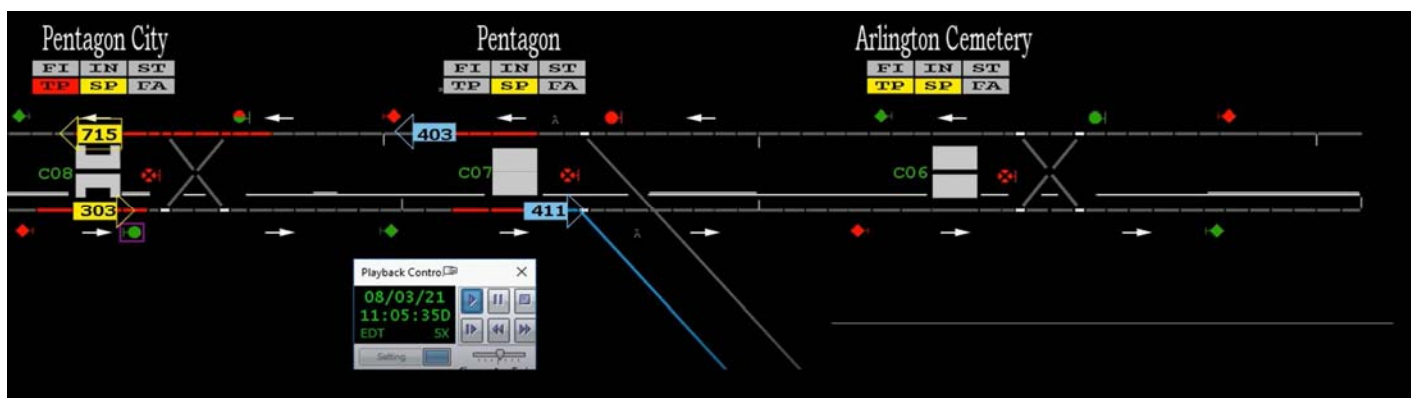 Pentagon City
Pentagon
Arlington Cemetery
FI IN ST
FI IN ST
FI IN ST
TP SP FA
TP SP FA
TP SP FA
A
715
403
C08
C07
C06
303
411
A
Playback Contro
08/03/21
11:05:35D
EDT 5X
Setting